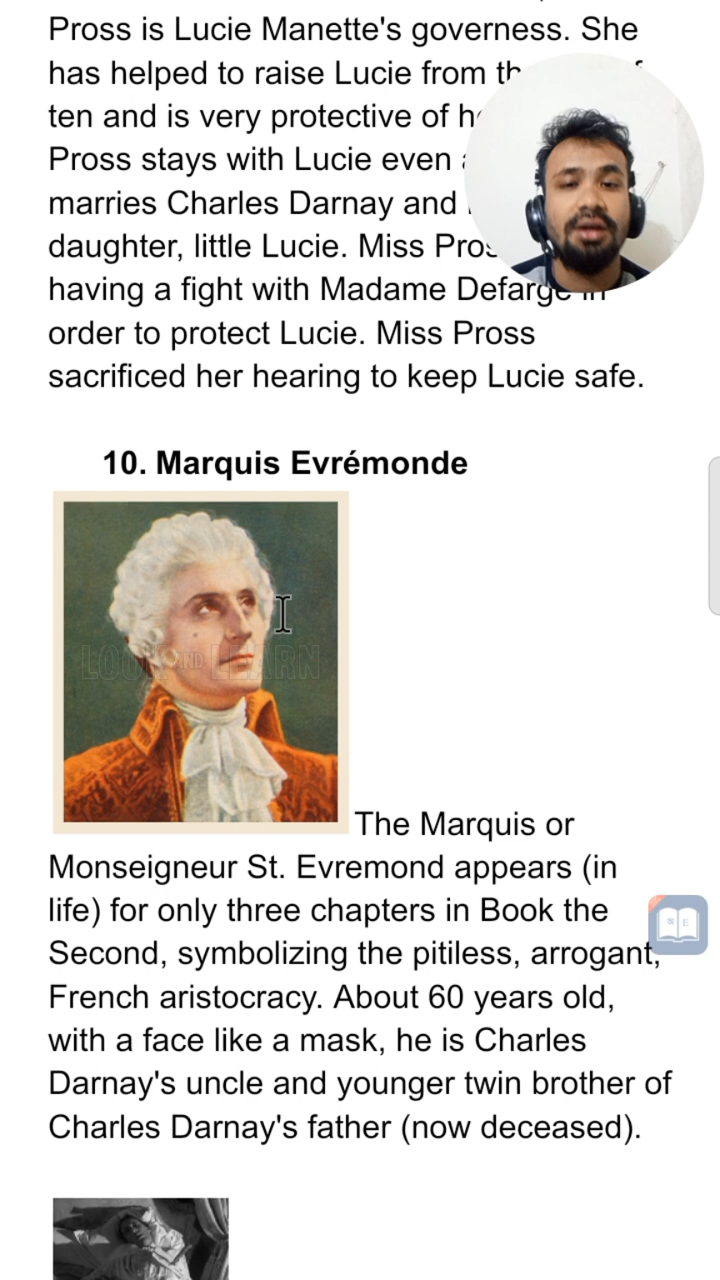 Pross is Lucie Manette's governess. She
has helped to raise Lucie from
ten and is very protective of
Pross stays with Lucie even
marries Charles Darnay and
daughter, little Lucie. Miss
having a fight with Madame Defarge in
order to protect Lucie. Miss Pross
sacrificed her hearing to keep Lucie safe.
10. Marquis Evrémonde
LOOK AND LEARN
The Marquis or
Monseigneur St. Evremond appears (in
life) for only three chapters in Book the
Second, symbolizing the pitiless, arrogant,
French aristocracy. About 60 years old,
with a face like a mask, he is Charles
Darnay's uncle and younger twin brother of
Charles Darnay's father (now deceased).